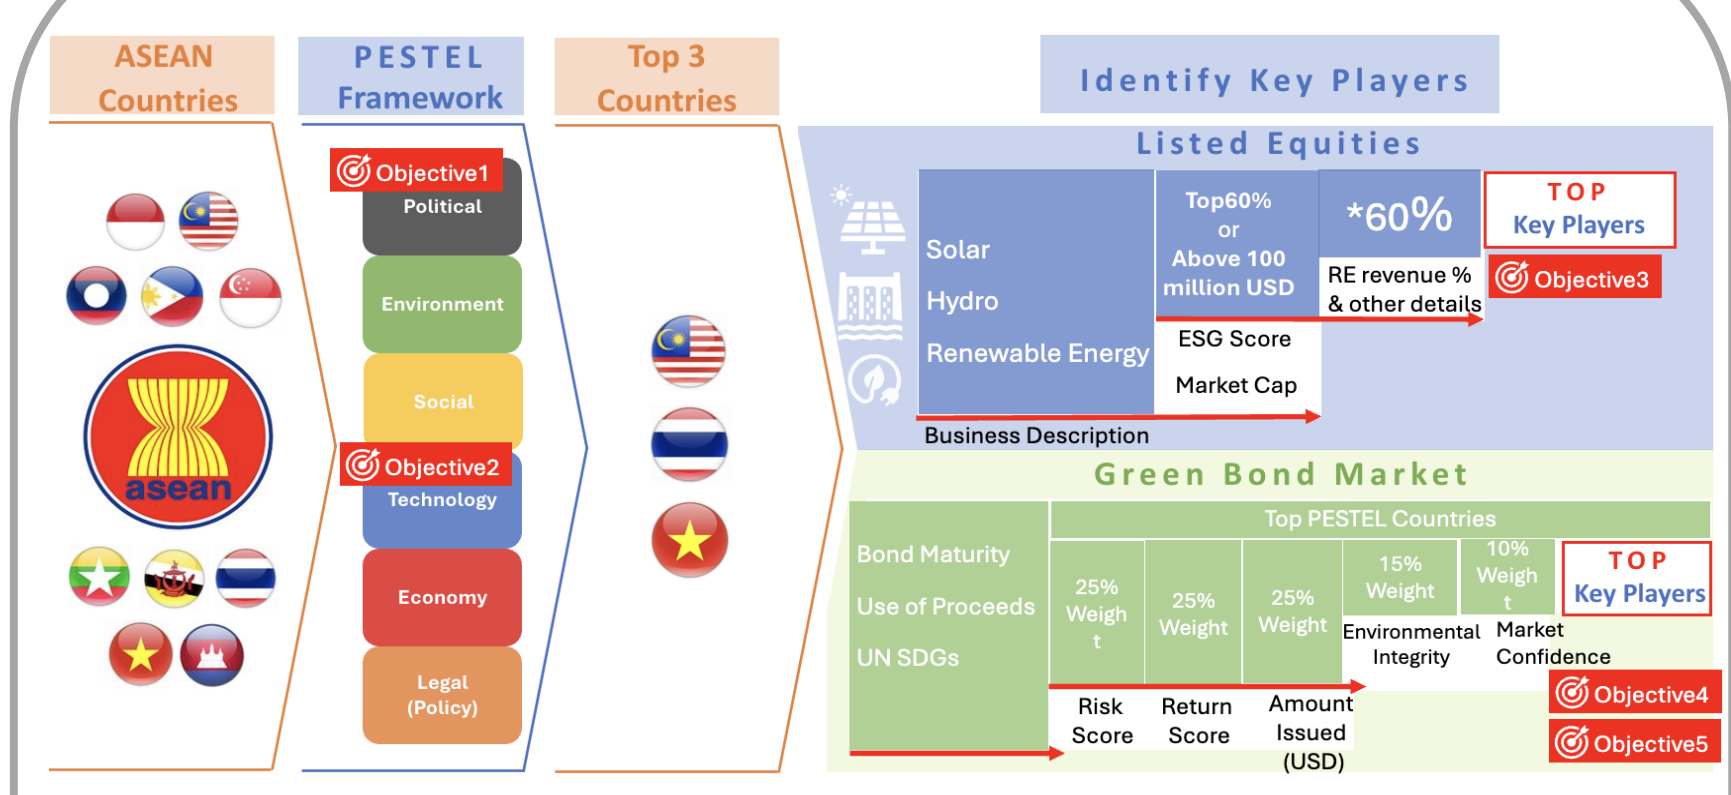 ASEAN
Countries
asean
PESTEL
Framework
Objective1
Political
Environment
Social
Objective2
Technology
Economy
Legal
(Policy)
Top 3
Countries
Identify Key Players
Listed Equities
Solar
Hydro
Renewable Energy
Business Description
Top60%
or
Above 100
million USD
ESG Score
Market Cap
*60%
RE revenue %
& other details
TOP
Key Players
Objective3
Green Bond Market
Bond Maturity
Use of Proceeds
UN SDGs
Top PESTEL Countries
25%
Weigh
t
Risk
Score
25%
Weight
Return
Score
25%
Weight
Amount
Issued
(USD)
15%
Weight
Environmental
Integrity
10%
Weigh
t
Market
Confidence
TOP
Key Players
Objective4
Objective5